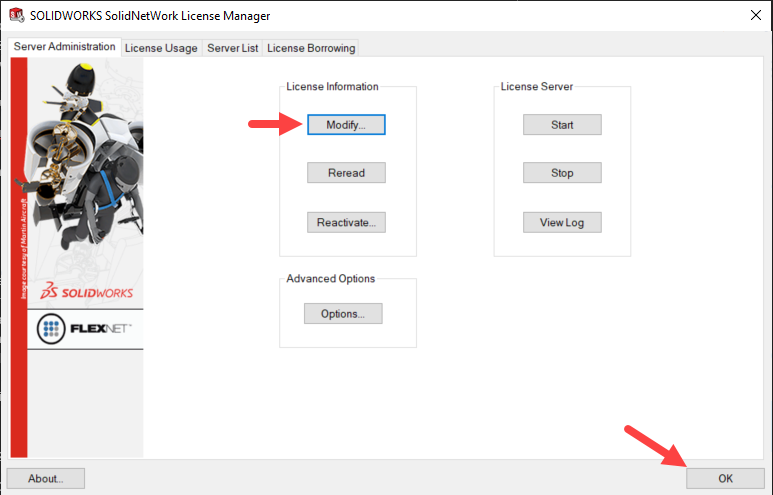 SOLIDWORKS SolidNetWork License Manager
Server Administration
License Usage
Server List
License Borrowing
License Information
Modify...
Reread
Reactivate...
License Server
Start
Stop
View Log
Advanced Options
Options...
Image courtesy of Martin Aircraft
SOLIDWORKS
FLEXNET™
About...
OK